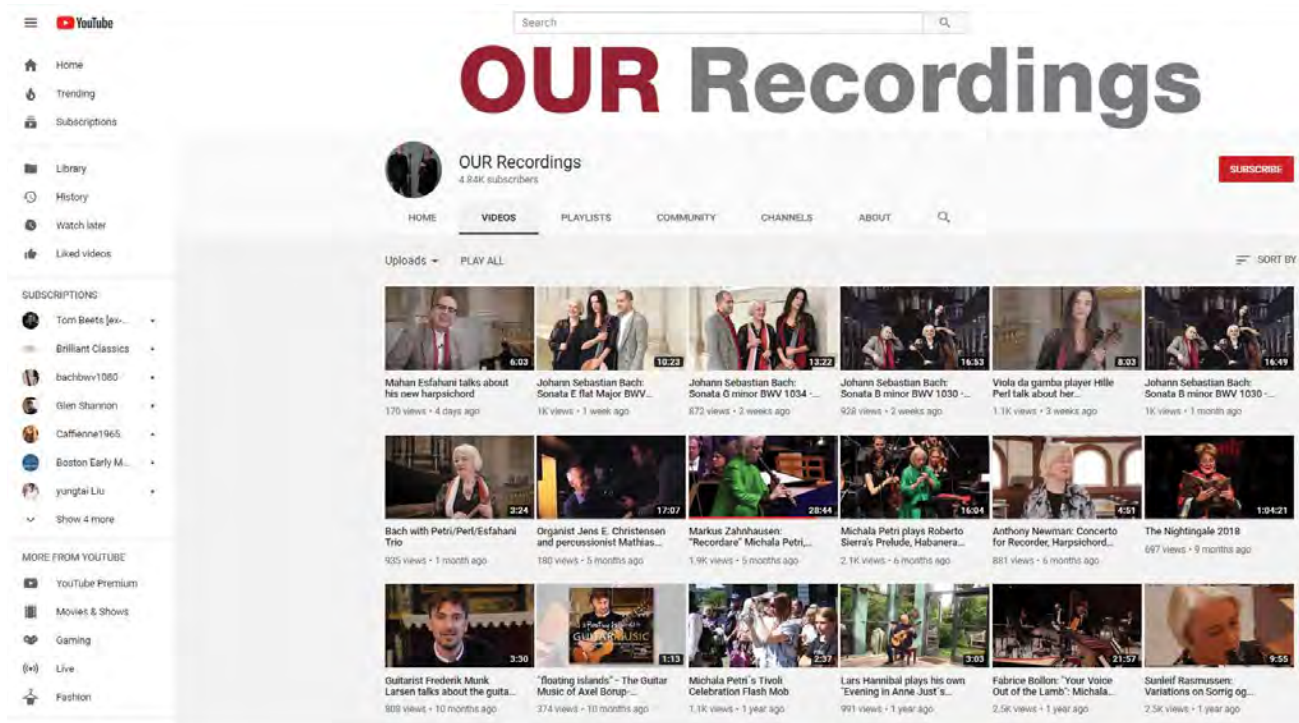 YouTube
Search
OUR Recordings
Home
Trending
Subscriptions
Library
History
Watch later
Liked videos
SUBSCRIPTIONS
Tom Beets [ex-...
Brilliant Classics
bachbwv1080
Glen Shannon
Caffienne1965
Boston Early M...
yungtai Liu
Show 4 more
MORE FROM YOUTUBE
YouTube Premium
Movies & Shows
Gaming
Live
Fashion
OUR Recordings
4.84K subscribers
SUBSCRIBE
HOME VIDEOS PLAYLISTS COMMUNITY CHANNELS ABOUT
Uploads PLAY ALL SORT BY
6:03
Mahan Esfahani talks about
his new harpsichord
170 views • 4 days ago
10:23
Johann Sebastian Bach:
Sonata E flat Major BWV...
1K views • 1 week ago
13:22
Johann Sebastian Bach:
Sonata G minor BWV 1034 -...
872 views • 2 weeks ago
16:53
Johann Sebastian Bach:
Sonata B minor BWV 1030 -...
928 views • 2 weeks ago
8:03
Viola da gamba player Hille
Perl talk about her...
1.1K views • 3 weeks ago
16:49
Johann Sebastian Bach:
Sonata B minor BWV 1030 -...
1K views • 1 month ago
2:24
Bach with Petri/Perl/Esfahani
Trio
935 views • 1 month ago
17:07
Organist Jens E. Christensen
and percussionist Mathias...
180 views • 5 months ago
28:44
Markus Zahnhausen:
"Recordare" Michala Petri,...
1.9K views • 5 months ago
16:04
Michala Petri plays Roberto
Sierra's Prelude, Habanera...
2.1K views • 6 months ago
4:51
Anthony Newman: Concerto
for Recorder, Harpsichord...
881 views • 6 months ago
1:04:21
The Nightingale 2018
697 views • 9 months ago
3:30
Guitarist Frederik Munk
Larsen talks about the guita...
808 views • 10 months ago
GUITAR MUSIC
1:13
"floating islands" - The Guitar
Music of Axel Borup-...
374 views • 10 months ago
2:37
Michala Petri´s Tivoli
Celebration Flash Mob
1.1K views • 1 year ago
3:03
Lars Hannibal plays his own
"Evening in Anne Just´s...
991 views • 1 year ago
21:57
Fabrice Bollon: "Your Voice
Out of the Lamb": Michala...
2.5K views • 1 year ago
9:55
Sunleif Rasmussen:
Variations on Sorrig og...
2.5K views • 1 year ago